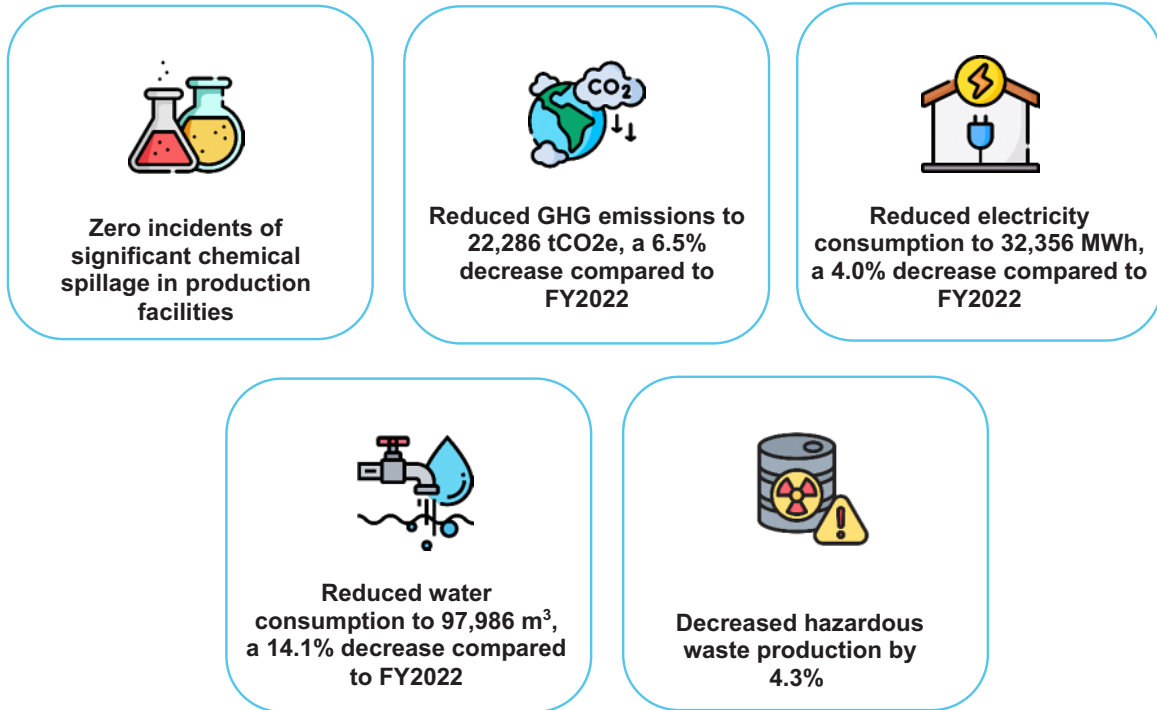 Zero incidents of
significant chemical
spillage in production
facilities
CO₂
Reduced GHG emissions to
22,286 tCO2e, a 6.5%
decrease compared to
FY2022
Reduced electricity
consumption to 32,356 MWh,
a 4.0% decrease compared to
FY2022
Reduced water
consumption to 97,986 m³,
a 14.1% decrease compared
to FY2022
!
Decreased hazardous
waste production by
4.3%